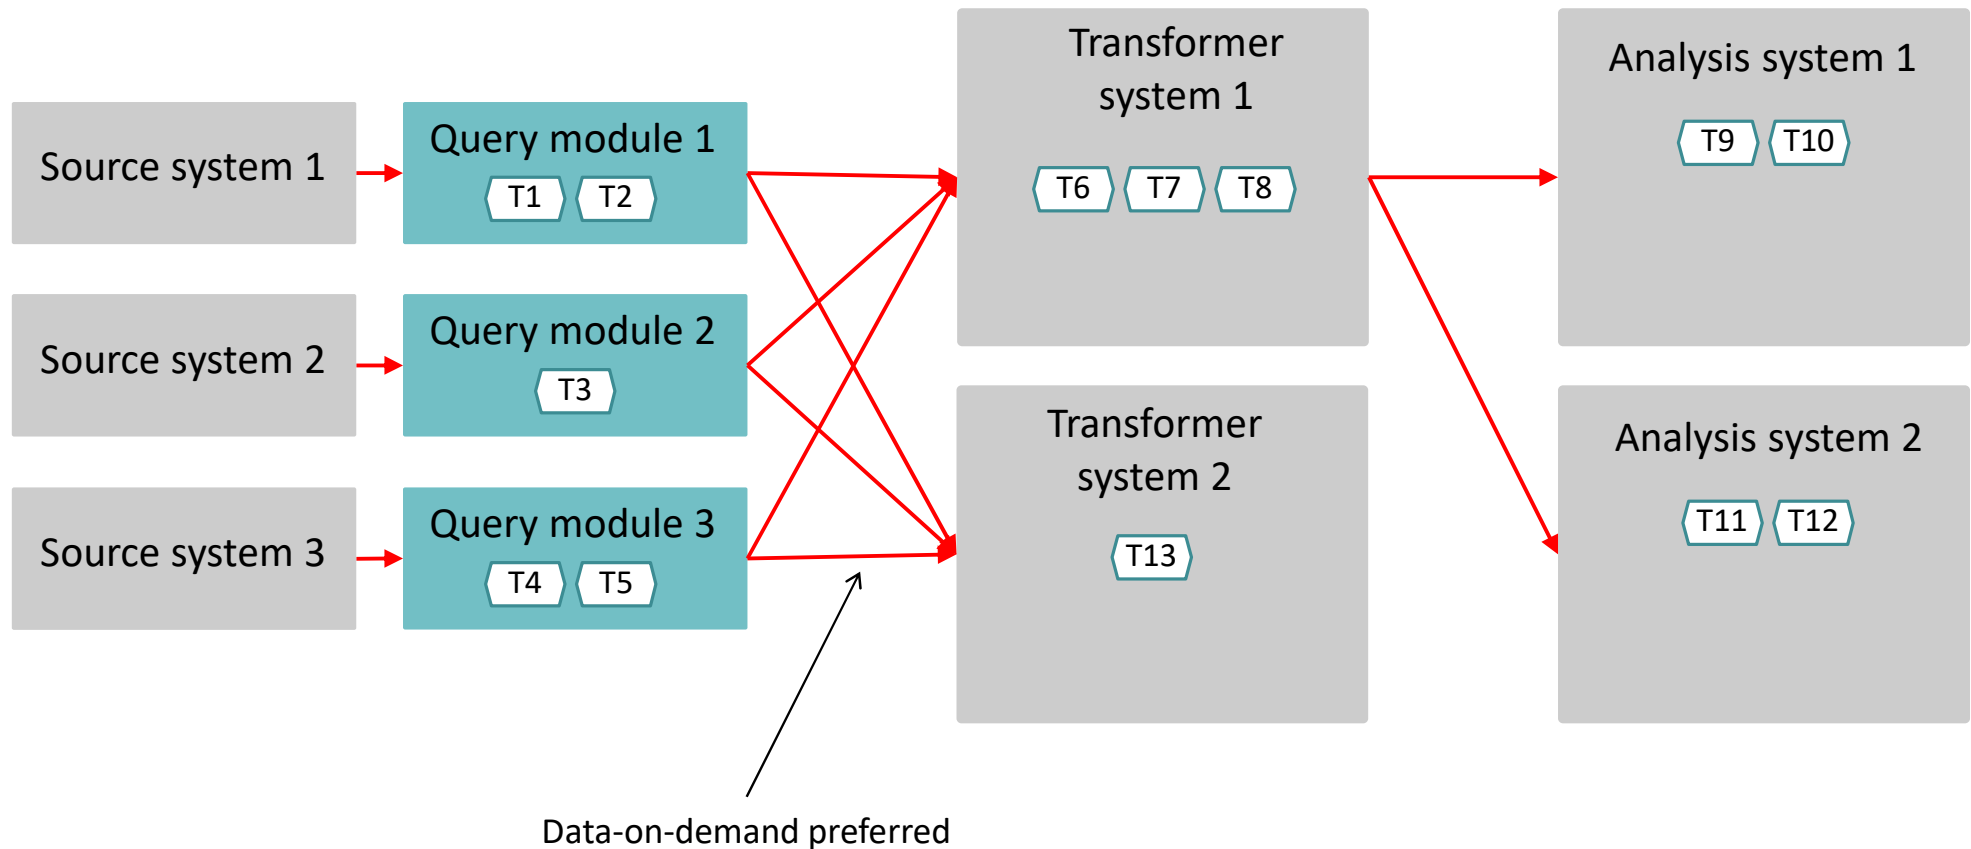 Source system 1
Query module 1
T1 T2
Source system 2
Query module 2
T3
Source system 3
Query module 3
T4 T5
Transformer
system 1
T6 T7 T8
Transformer
system 2
T13
Analysis system 1
T9 T10
Analysis system 2
T11 T12
Data-on-demand preferred